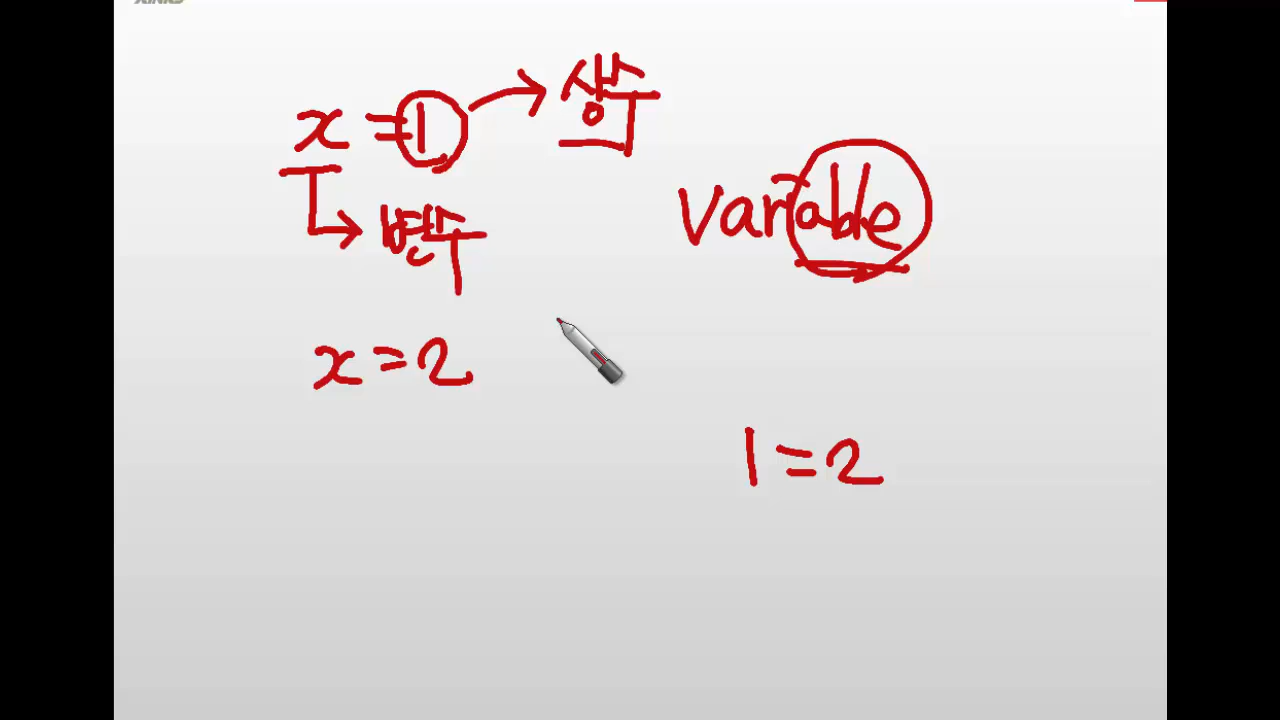 x = 1 → 상수
variable
변수
x = 2
1 = 2